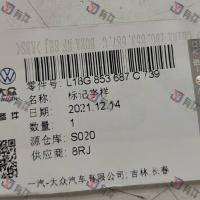 大众
零件号: L18G 853 687 C 739
名称: 标记字样
日期: 2021.12.14
数量: 1
源仓库: S020
供应商: 8RJ
一汽-大众汽车有限公司; 吉林.长春